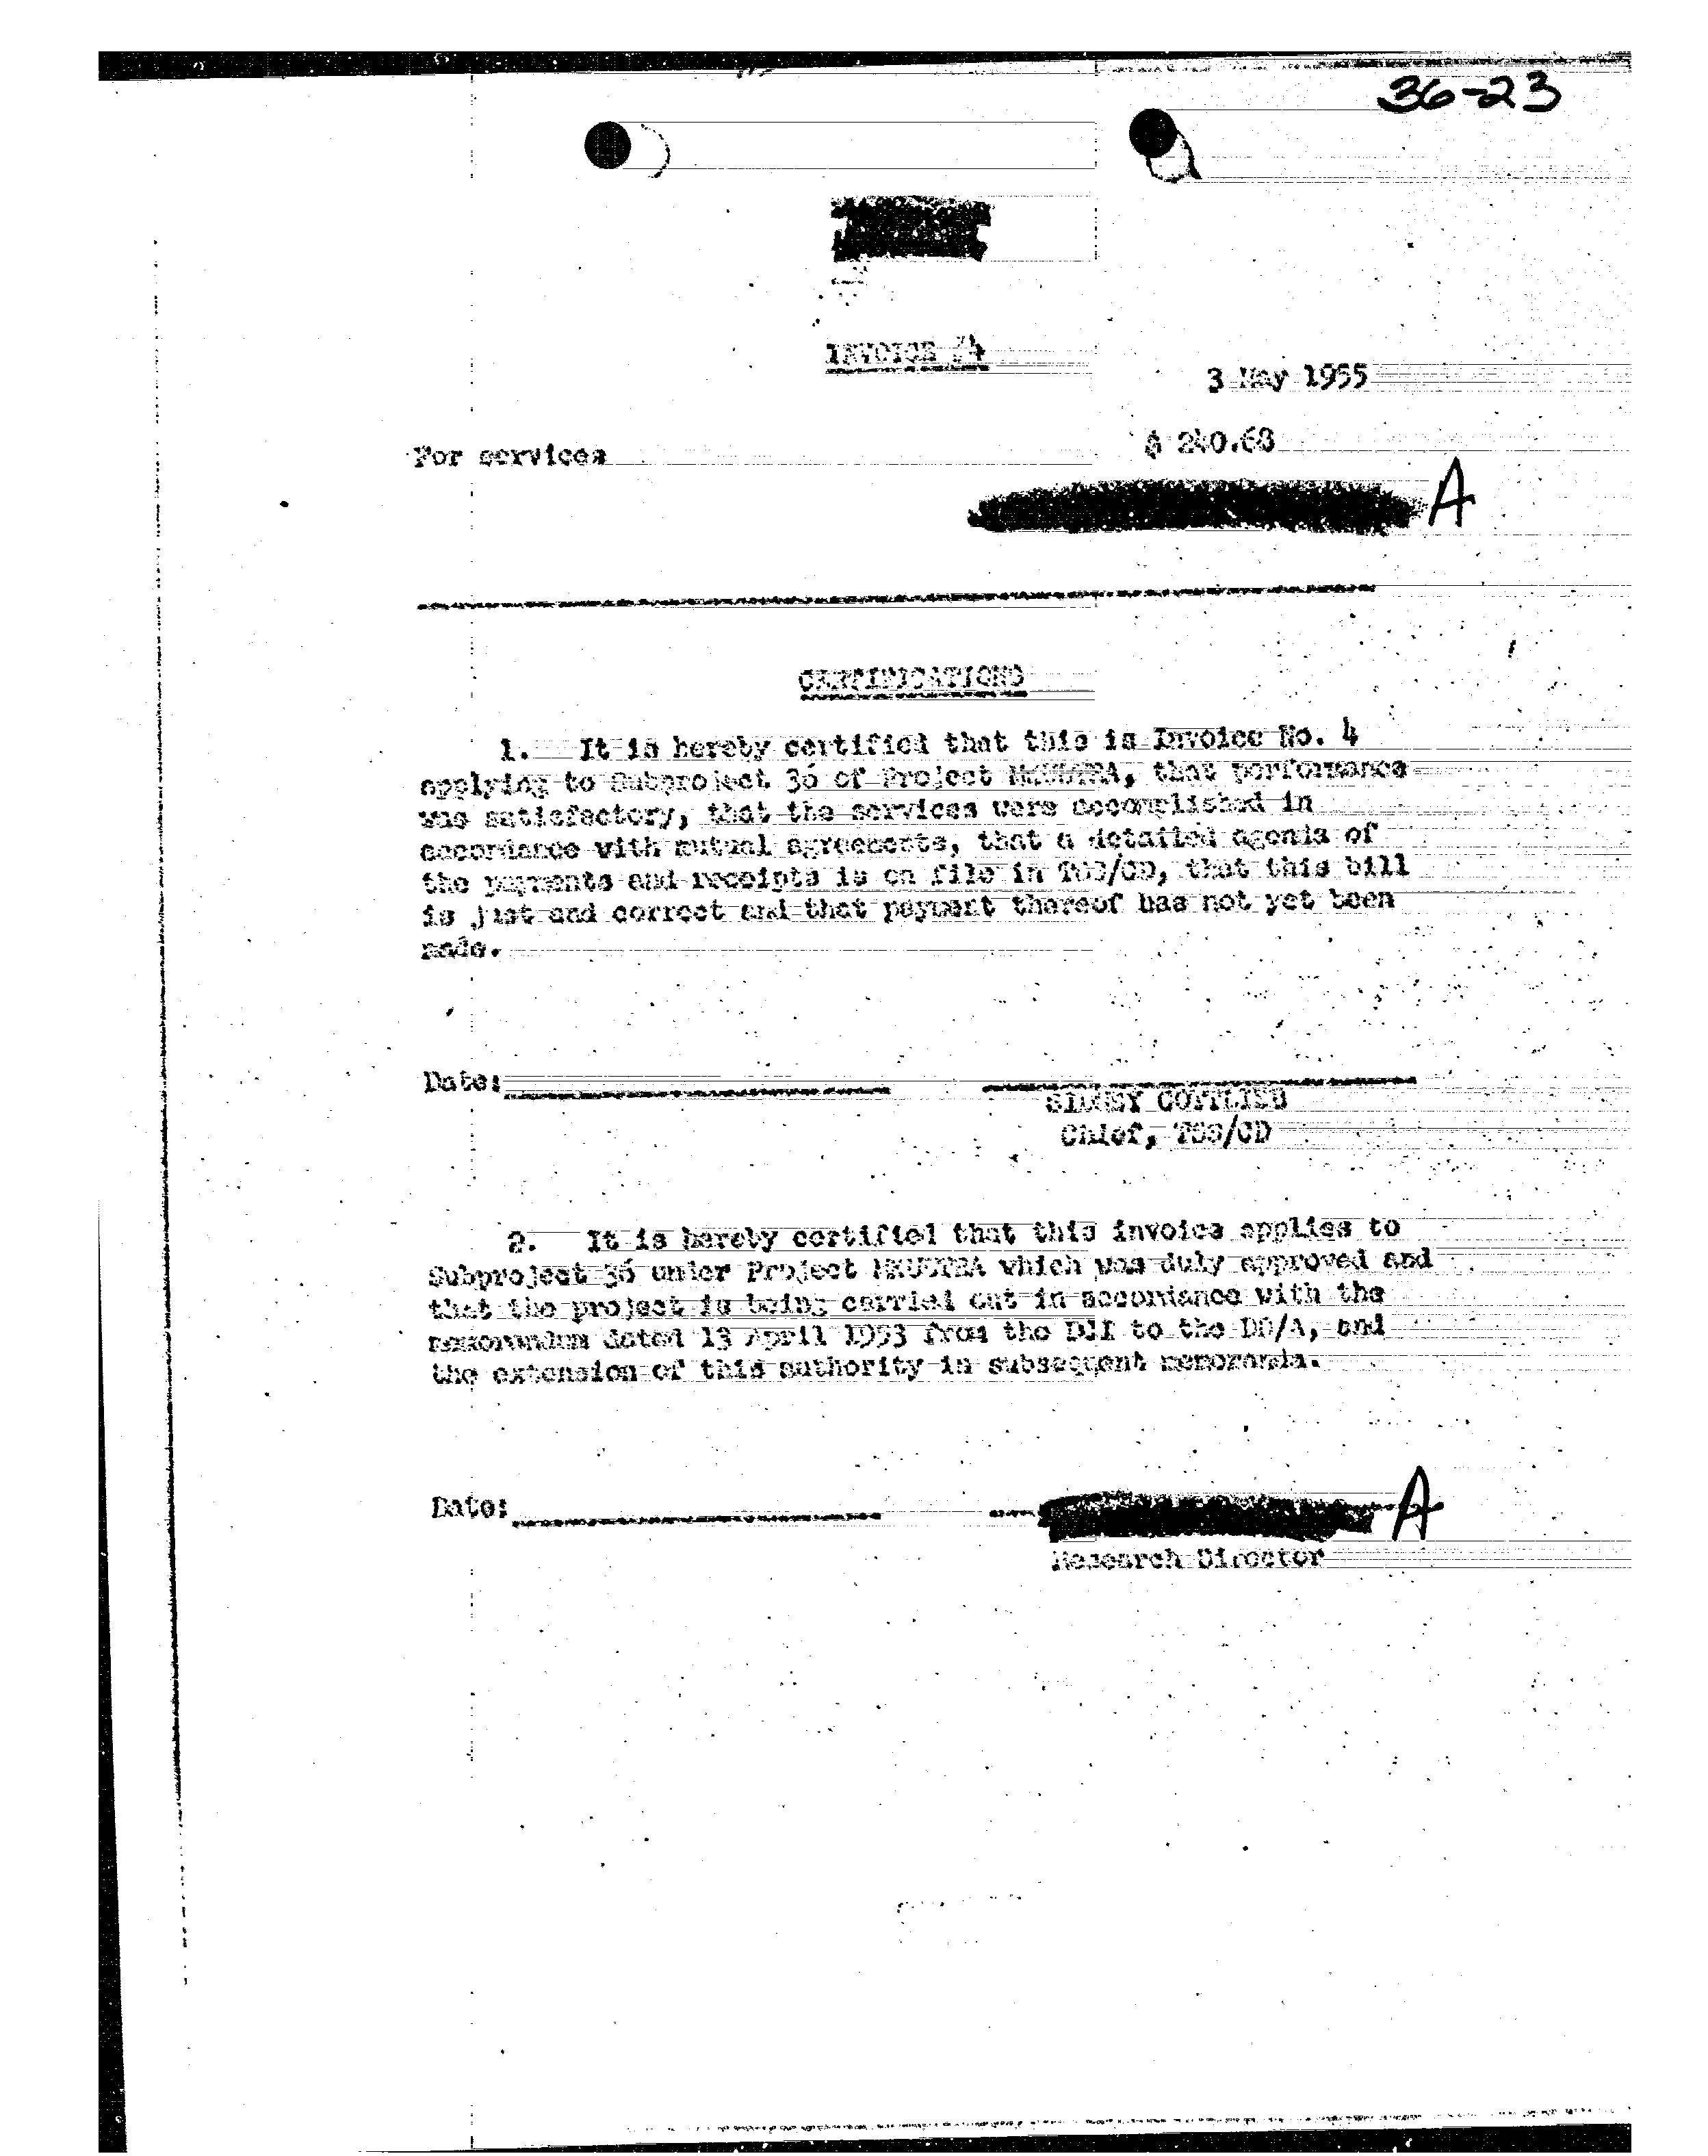 36-23
INVOICE #4
3 May 1955
For services
$ 240.68
A
CERTIFICATIONS
1. It is hereby certified that this is Invoice No. 4
applying to Subproject 36 of Project MKULTRA, that performance
was satisfactory, that the services were accomplished in
accordance with mutual agreements, that a detailed agenda of
the payments and receipts is on file in TSS/CD, that this bill
is just and correct and that payment thereof has not yet been
made.
Date:
SIDNEY GOTTLIEB
Chief, TSS/CD
2. It is hereby certified that this invoice applies to
Subproject 36 under Project MKULTRA which was duly approved and
that the project is being carried out in accordance with the
memorandum dated 13 April 1953 from the DCI to the DD/A, and
the extension of this authority in subsequent memoranda.
Date:
A
Research Director